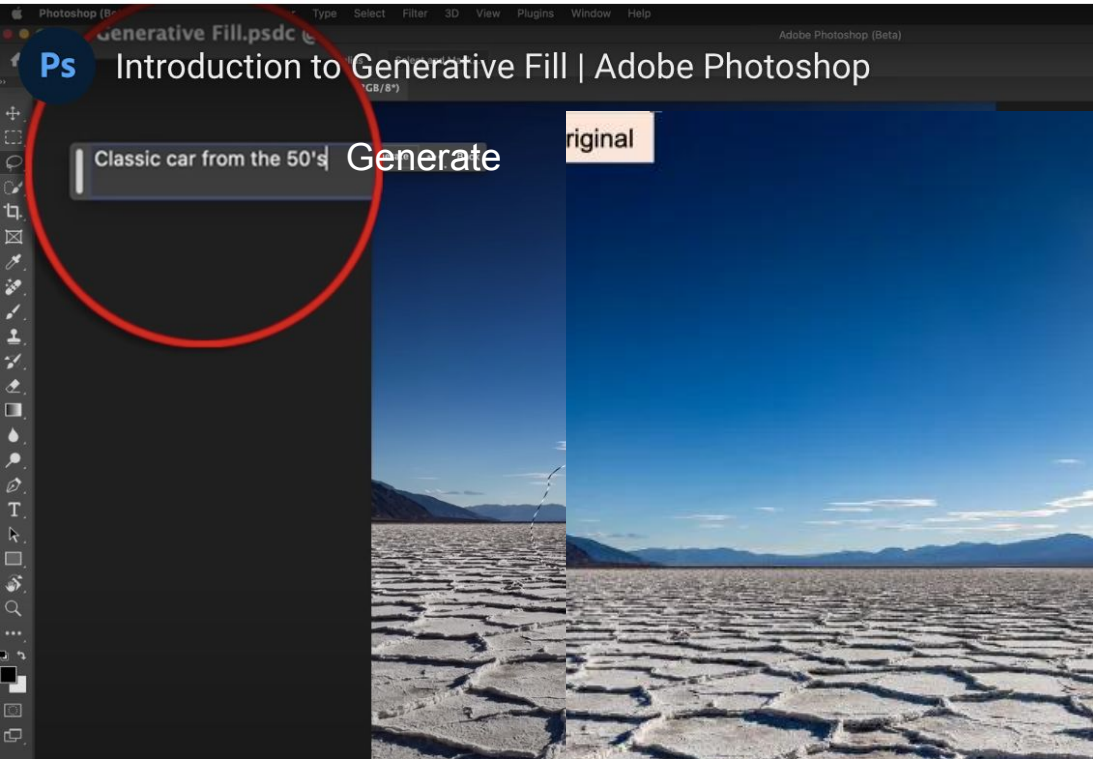 Photoshop (Be
Type Select Filter 3D View Plugins Window Help
Generative Fill.psdc @
Adobe Photoshop (Beta)
Ps Introduction to Generative Fill | Adobe Photoshop
GB/8*)
riginal
Classic car from the 50's Generate
T